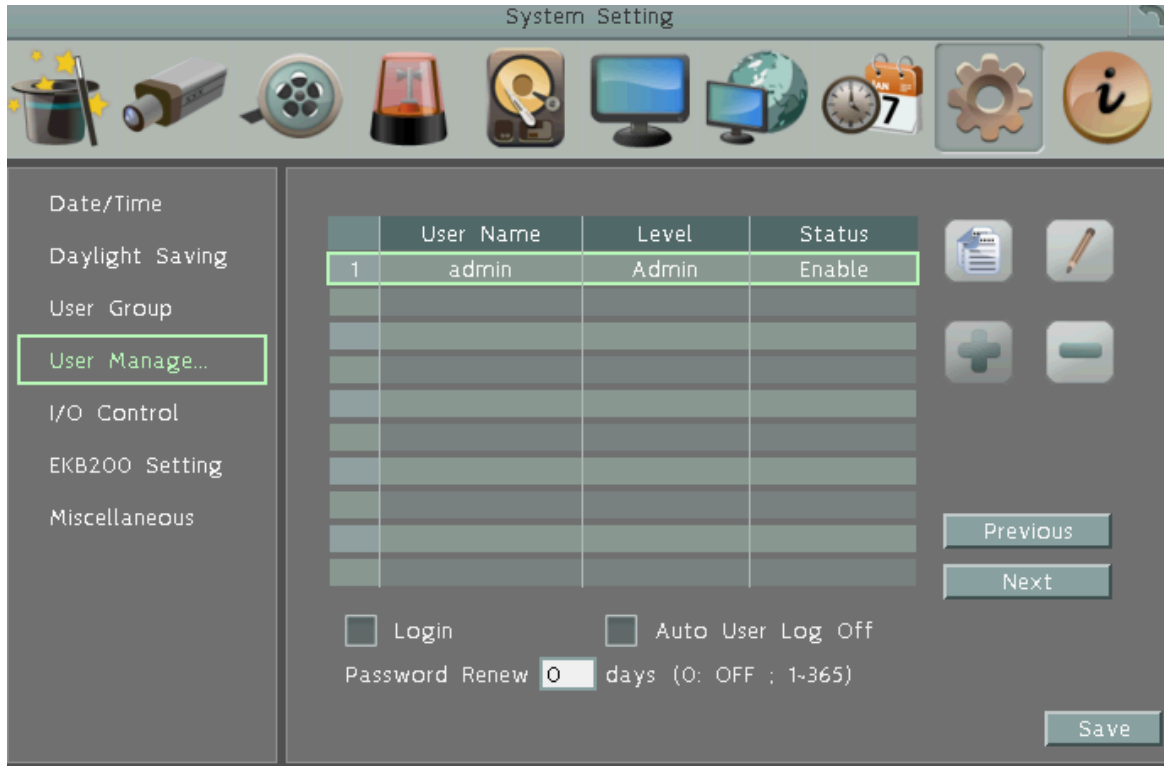 System Setting
JAN
7
i
Date/Time
Daylight Saving
User Group
User Manage...
I/O Control
EKB200 Setting
Miscellaneous
User Name Level Status
1 admin Admin Enable
Previous
Next
Login Auto User Log Off
Password Renew 0 days (0: OFF ; 1~365)
Save